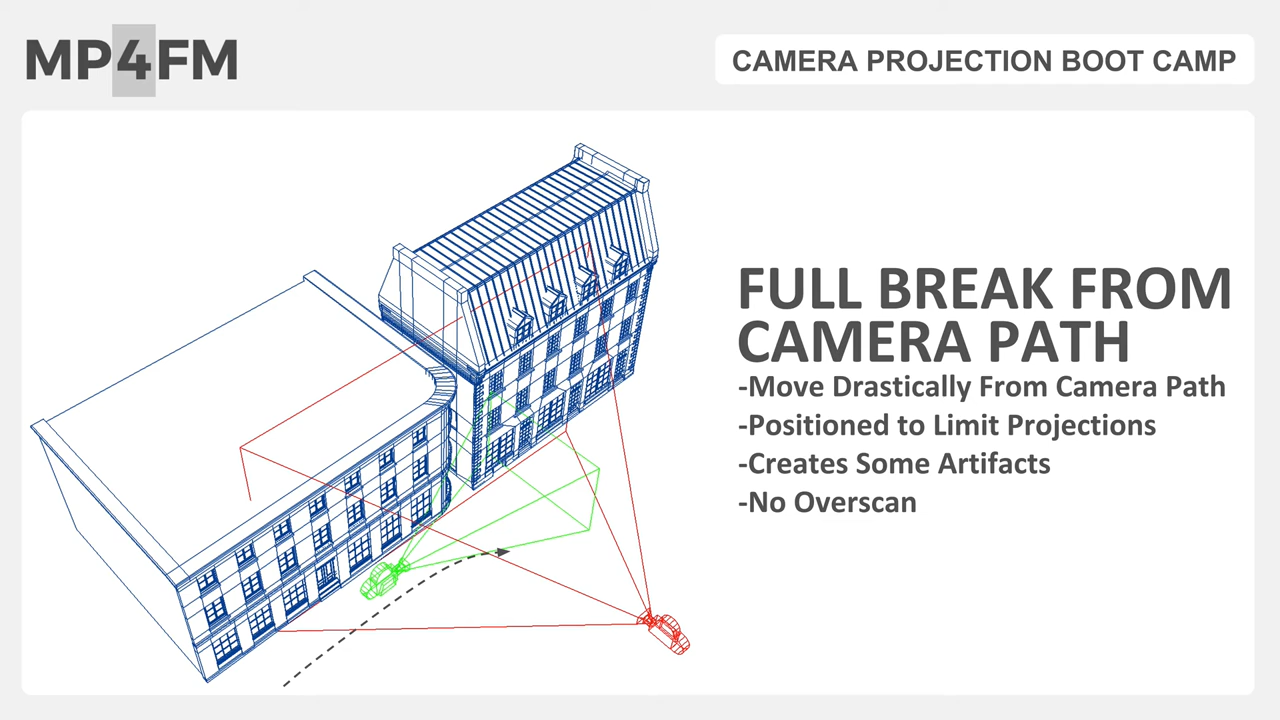 MP4FM
CAMERA PROJECTION BOOT CAMP
FULL BREAK FROM
CAMERA PATH
-Move Drastically From Camera Path
-Positioned to Limit Projections
-Creates Some Artifacts
-No Overscan